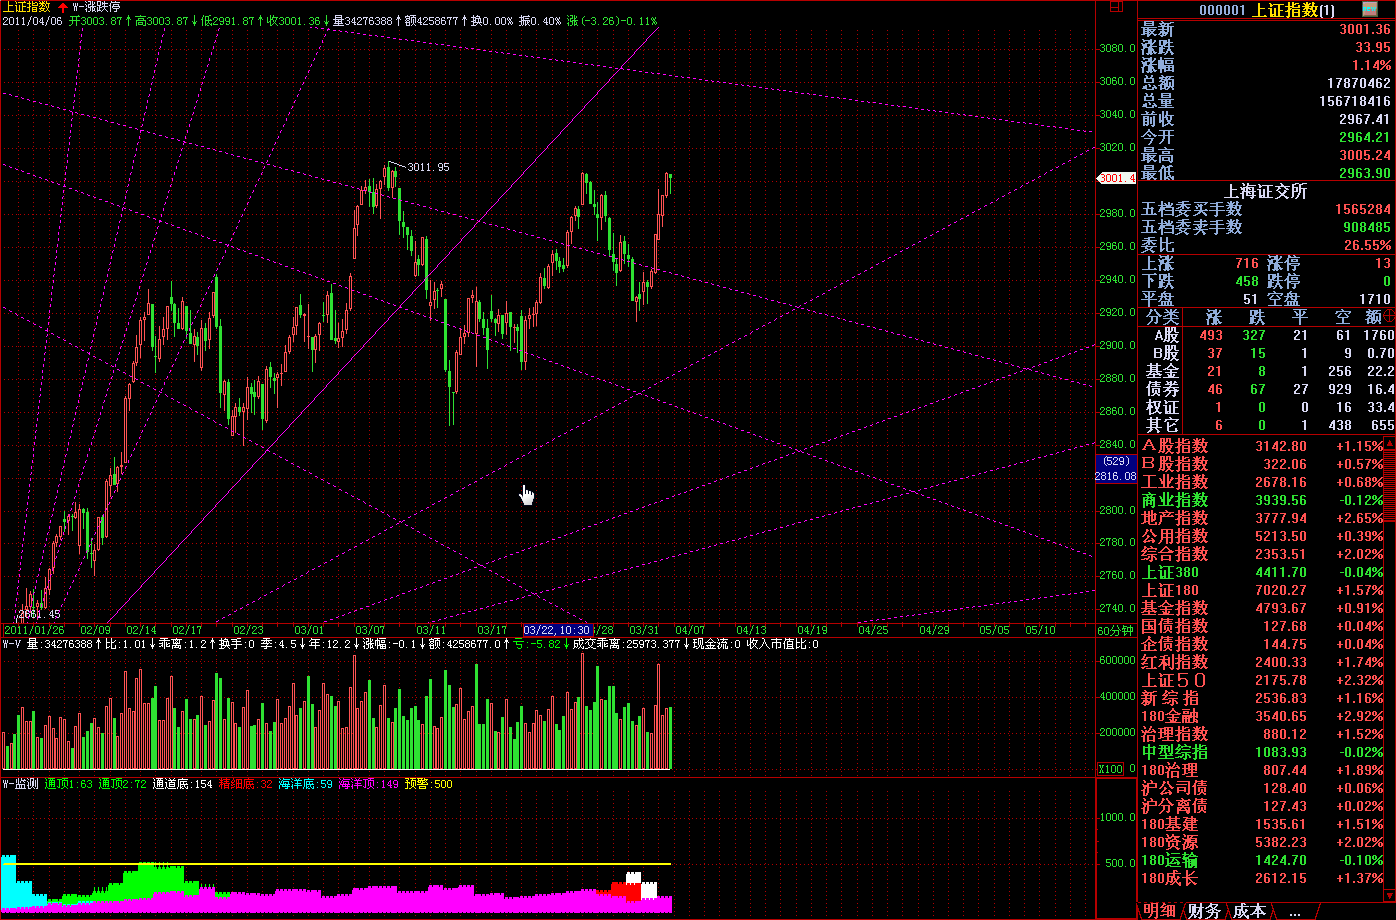 上证指数 W-涨跌停
2011/04/06 开3003.87↑高3003.87↓低2991.87↑收3001.36↓量34276388↑额4258677↑换0.00% 振0.40% 涨(-3.26)-0.11%
3080.0
3060.0
3040.0
3020.0
3011.95
3001.4
2980.0
2960.0
2940.0
2920.0
2900.0
2880.0
2860.0
2840.0
(529)
2816.08
2800.0
2780.0
2760.0
2740.0
2661.45
2011/01/26 02/09 02/14 02/17 02/23 03/01 03/07 03/11 03/17 03/22,10:30 /28 03/31 04/07 04/13 04/19 04/25 04/29 05/05 05/10 60分钟
W-V 量:34276388↑比:1.01↓乖离:1.2↑换手:0 季:4.5↓年:12.2↓涨幅:-0.1↓额:4258677.0↑亏:-5.82↓成交乖离:25973.377↓现金流:0 收入市值比:0
600000
400000
200000
X100 0
W-监测 通顶1:63 通顶2:72 通道底:154 精细底:32 海洋底:59 海洋顶:149 预警:500
1000.0
500.0
000001 上证指数(1)
最新 3001.36
涨跌 33.95
涨幅 1.14%
总额 17870462
总量 156718416
前收 2967.41
今开 2964.21
最高 3005.24
最低 2963.90
上海证交所
五档委买手数 1565284
五档委卖手数 908485
委比 26.55%
上涨 716 涨停 13
下跌 458 跌停 0
平盘 51 空盘 1710
分类 涨 跌 平 空 额
A股 493 327 21 61 1760
B股 37 15 1 9 0.70
基金 21 8 1 256 22.2
债券 46 67 27 929 16.4
权证 1 0 0 16 33.4
其它 6 0 1 438 655
A股指数 3142.80 +1.15%
B股指数 322.06 +0.57%
工业指数 2678.16 +0.68%
商业指数 3939.56 -0.12%
地产指数 3777.94 +2.65%
公用指数 5213.50 +0.39%
综合指数 2353.51 +2.02%
上证380 4411.70 -0.04%
上证180 7020.27 +1.57%
基金指数 4793.67 +0.91%
国债指数 127.68 +0.04%
企债指数 144.75 +0.04%
红利指数 2400.33 +1.74%
上证50 2175.78 +2.32%
新综指 2536.83 +1.16%
180金融 3540.65 +2.92%
治理指数 880.12 +1.52%
中型综指 1083.93 -0.02%
180治理 807.44 +1.89%
沪公司债 128.40 +0.06%
沪分离债 127.43 +0.02%
180基建 1535.61 +1.51%
180资源 5382.23 +2.02%
180运输 1424.70 -0.10%
180成长 2612.15 +1.37%
明细 财务 成本 ...